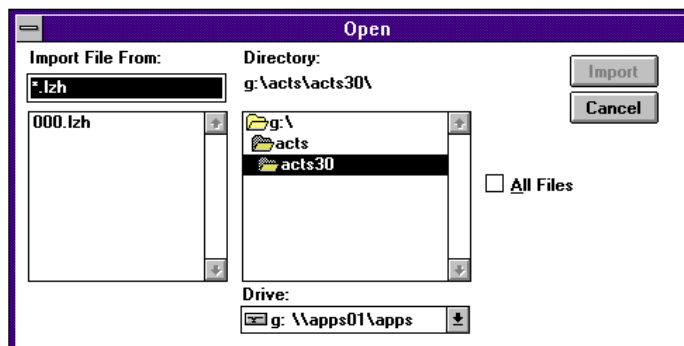 Open
Import File From:
*.lzh
000.lzh
Directory:
g:\acts\acts30\
g:\
acts
acts30
Drive:
g: \\apps01\apps
Import
Cancel
All Files